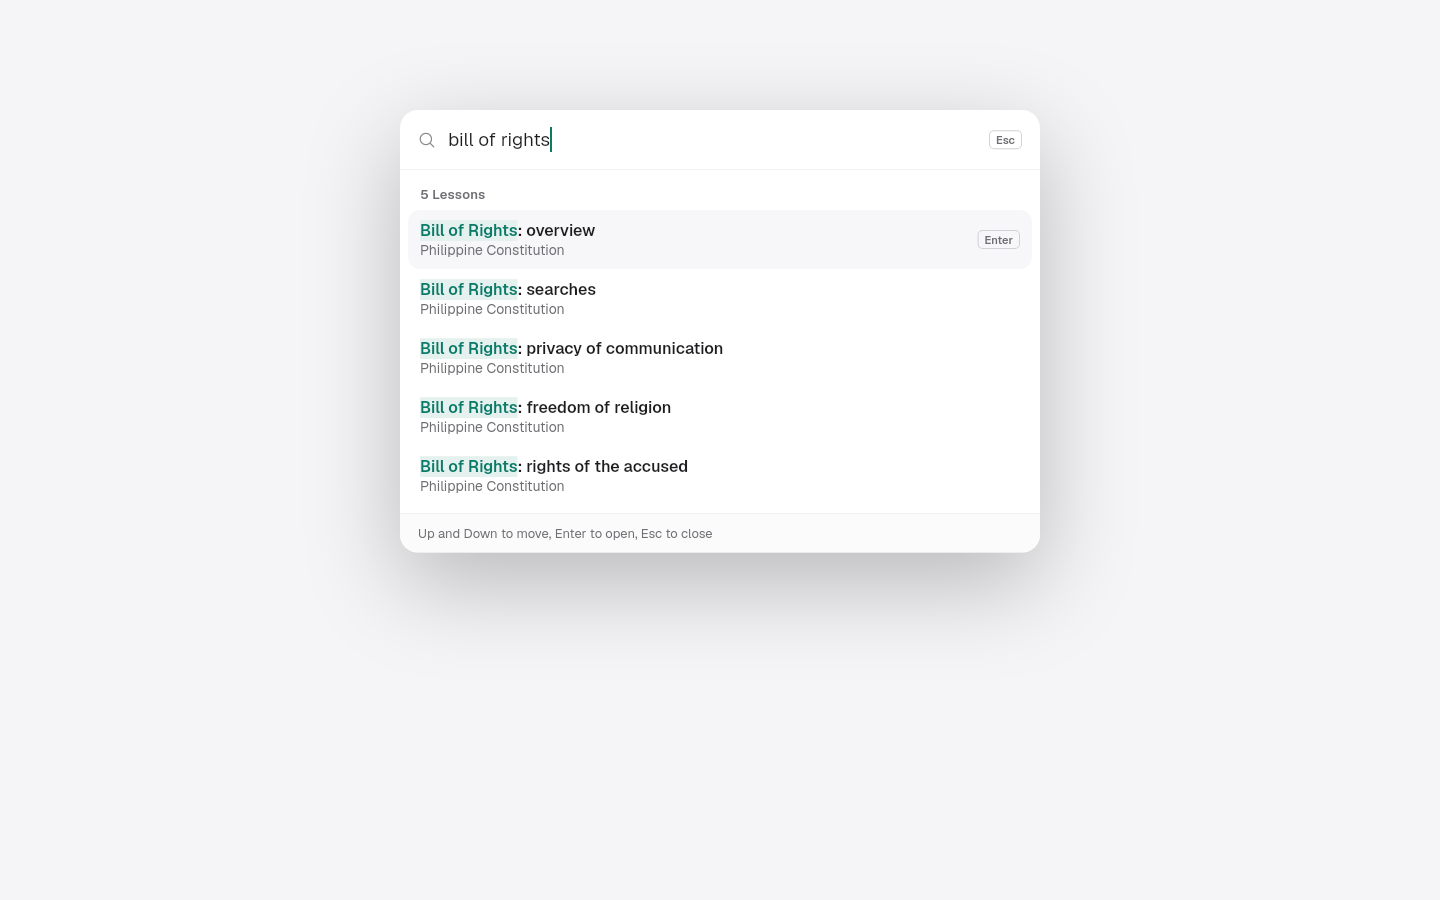 bill of rights
Esc
5 Lessons
Bill of Rights: overview
Philippine Constitution
Enter
Bill of Rights: searches
Philippine Constitution
Bill of Rights: privacy of communication
Philippine Constitution
Bill of Rights: freedom of religion
Philippine Constitution
Bill of Rights: rights of the accused
Philippine Constitution
Up and Down to move, Enter to open, Esc to close